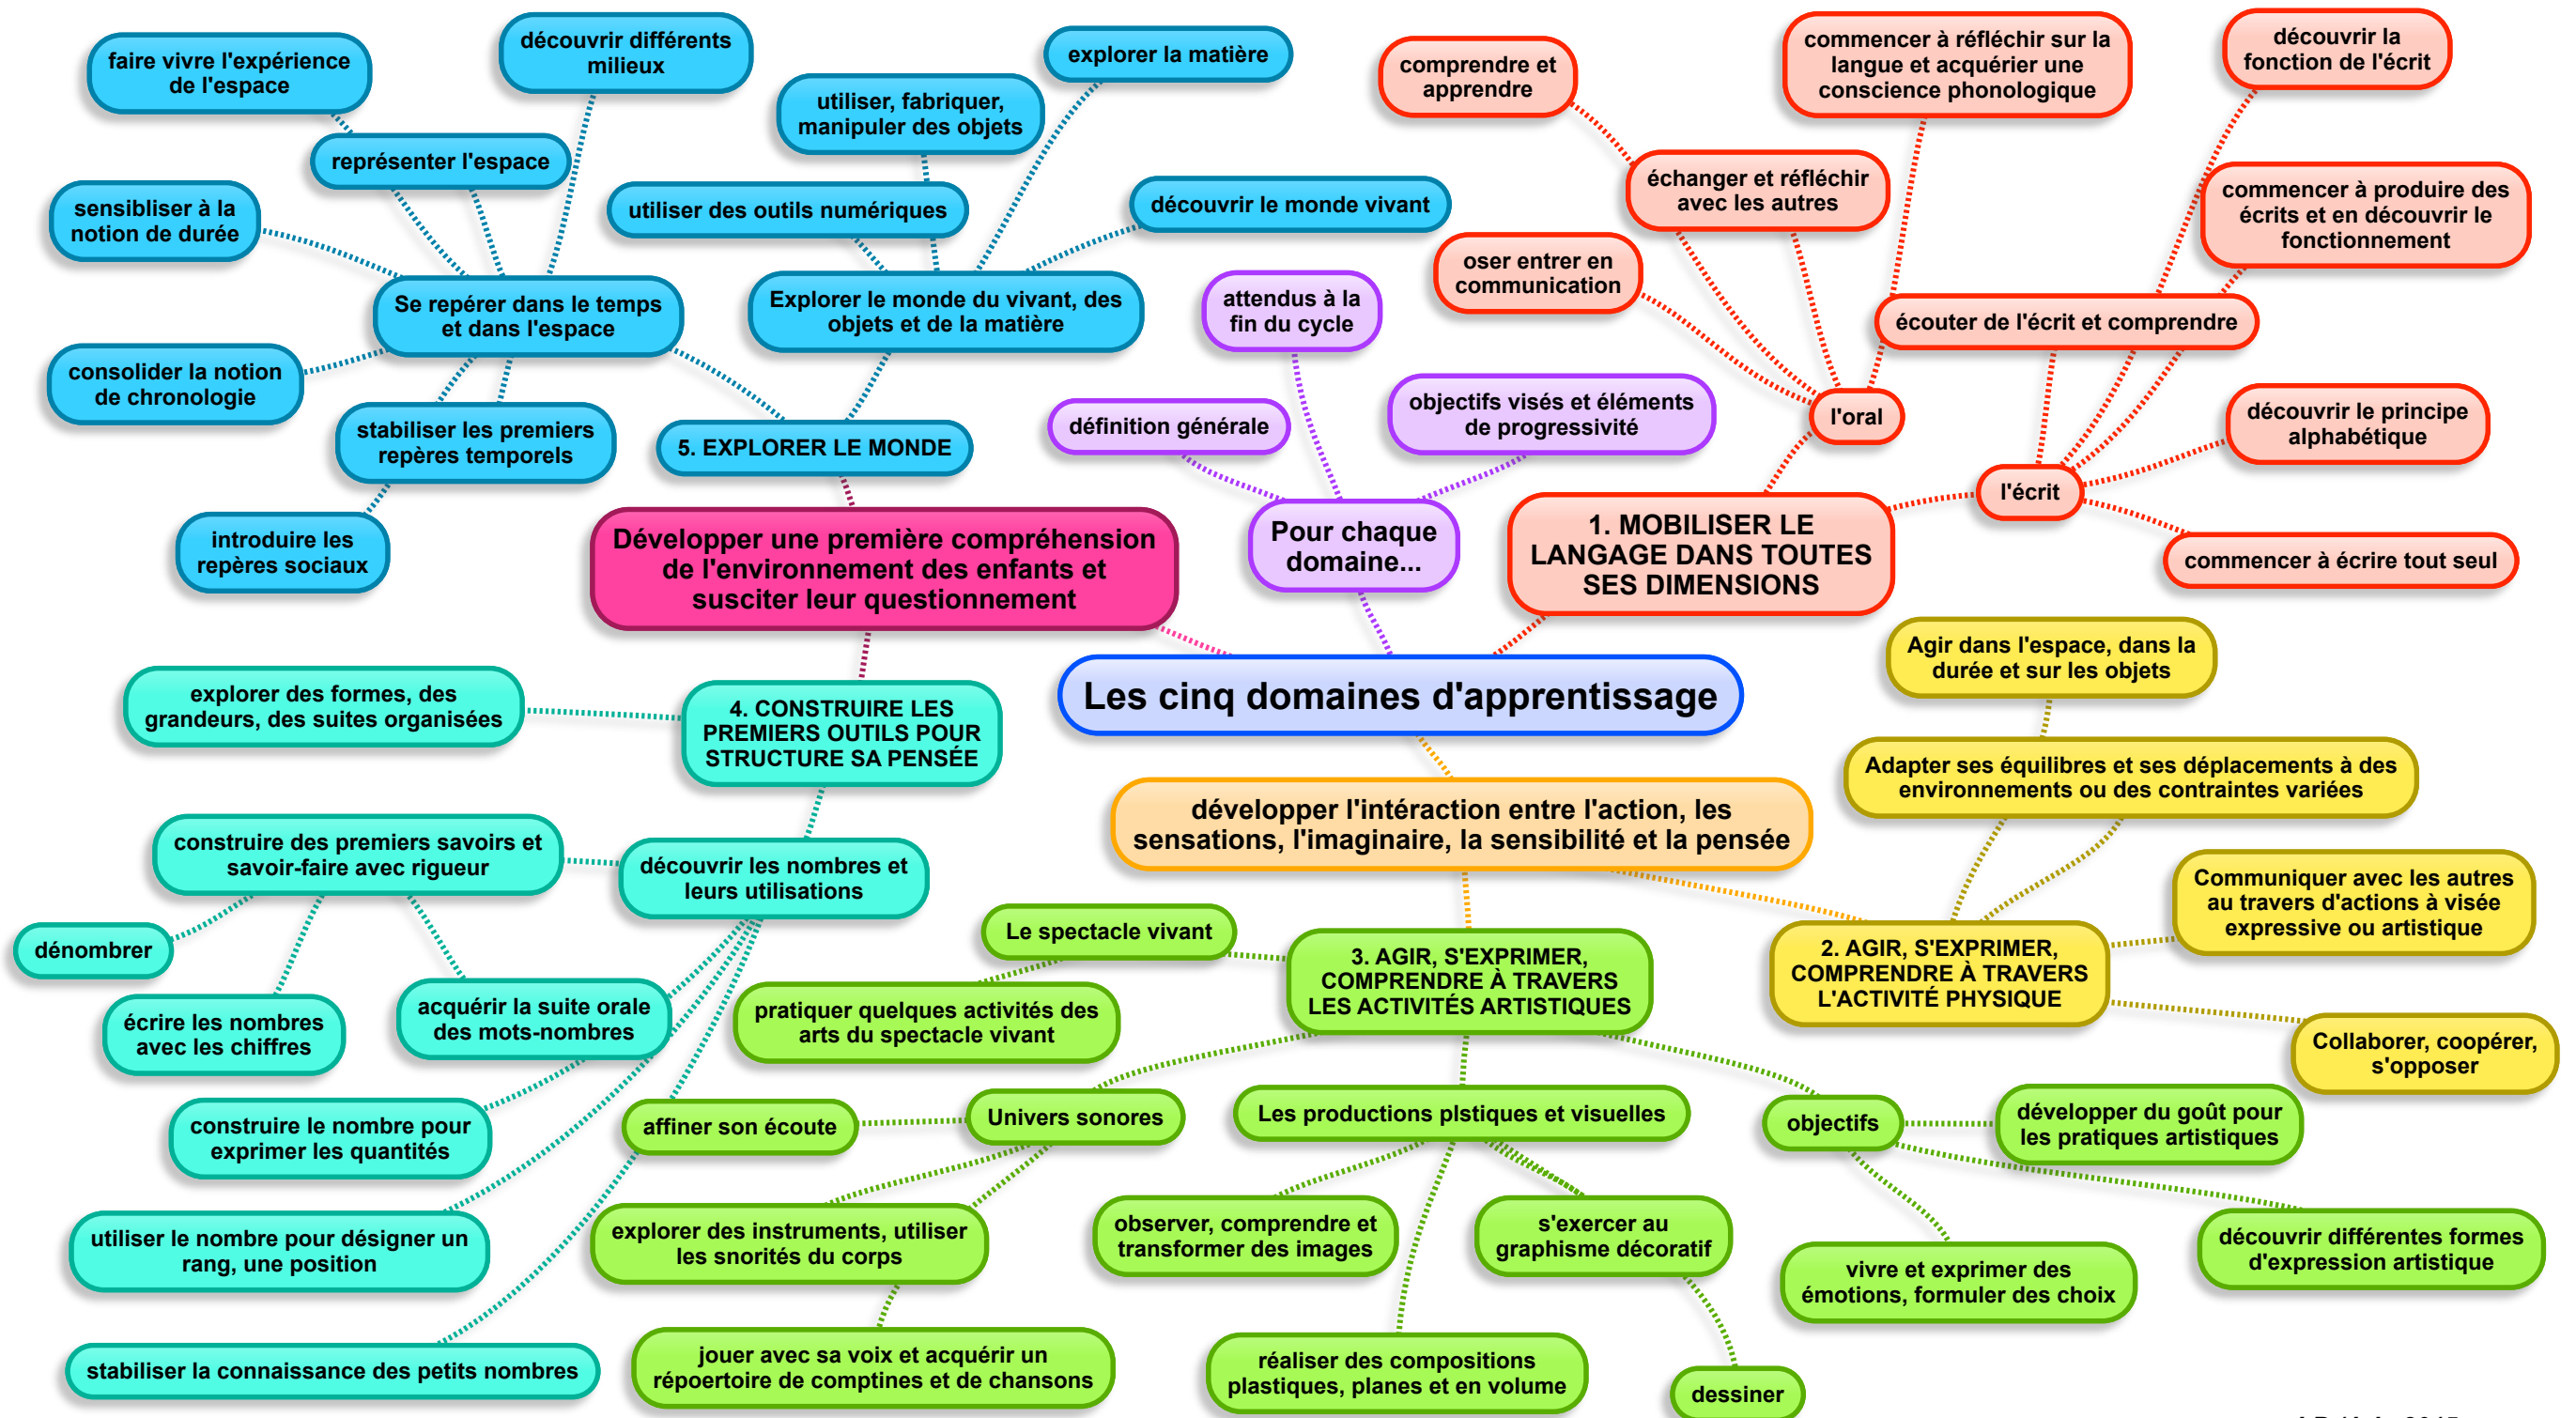 faire vivre l'expérience
de l'espace
découvrir différents
milieux
explorer la matière
utiliser, fabriquer,
manipuler des objets
représenter l'espace
sensibliser à la
notion de durée
utiliser des outils numériques
découvrir le monde vivant
Se repérer dans le temps
et dans l'espace
Explorer le monde du vivant, des
objets et de la matière
consolider la notion
de chronologie
stabiliser les premiers
repères temporels
5. EXPLORER LE MONDE
introduire les
repères sociaux
Développer une première compréhension
de l'environnement des enfants et
susciter leur questionnement
attendus à la
fin du cycle
définition générale
objectifs visés et éléments
de progressivité
Pour chaque
domaine...
comprendre et
apprendre
commencer à réfléchir sur la
langue et acquérier une
conscience phonologique
découvrir la
fonction de l'écrit
échanger et réfléchir
avec les autres
commencer à produire des
écrits et en découvrir le
fonctionnement
oser entrer en
communication
écouter de l'écrit et comprendre
l'oral
découvrir le principe
alphabétique
l'écrit
1. MOBILISER LE
LANGAGE DANS TOUTES
SES DIMENSIONS
commencer à écrire tout seul
Les cinq domaines d'apprentissage
Agir dans l'espace, dans la
durée et sur les objets
Adapter ses équilibres et ses déplacements à des
environnements ou des contraintes variées
développer l'intéraction entre l'action, les
sensations, l'imaginaire, la sensibilité et la pensée
Communiquer avec les autres
au travers d'actions à visée
expressive ou artistique
2. AGIR, S'EXPRIMER,
COMPRENDRE À TRAVERS
L'ACTIVITÉ PHYSIQUE
Collaborer, coopérer,
s'opposer
explorer des formes, des
grandeurs, des suites organisées
4. CONSTRUIRE LES
PREMIERS OUTILS POUR
STRUCTURE SA PENSÉE
construire des premiers savoirs et
savoir-faire avec rigueur
découvrir les nombres et
leurs utilisations
dénombrer
écrire les nombres
avec les chiffres
acquérir la suite orale
des mots-nombres
construire le nombre pour
exprimer les quantités
utiliser le nombre pour désigner un
rang, une position
stabiliser la connaissance des petits nombres
Le spectacle vivant
3. AGIR, S'EXPRIMER,
COMPRENDRE À TRAVERS
LES ACTIVITÉS ARTISTIQUES
pratiquer quelques activités des
arts du spectacle vivant
affiner son écoute
Univers sonores
Les productions plstiques et visuelles
objectifs
développer du goût pour
les pratiques artistiques
explorer des instruments, utiliser
les snorités du corps
observer, comprendre et
transformer des images
s'exercer au
graphisme décoratif
vivre et exprimer des
émotions, formuler des choix
découvrir différentes formes
d'expression artistique
jouer avec sa voix et acquérir un
répoertoire de comptines et de chansons
réaliser des compositions
plastiques, planes et en volume
dessiner